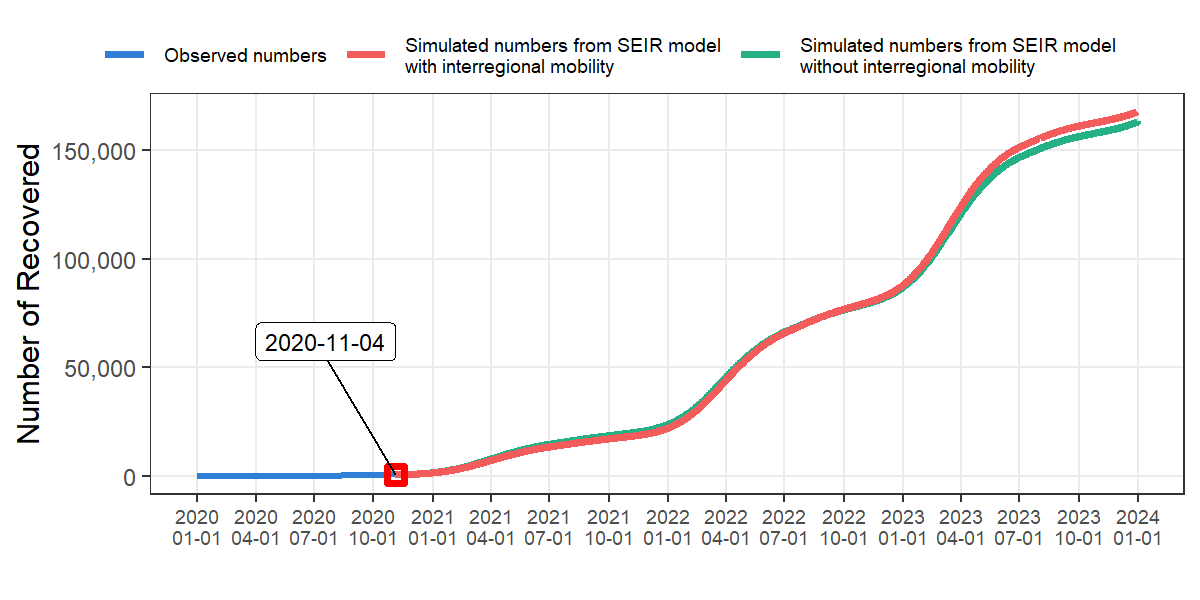 Observed numbers
Simulated numbers from SEIR model
with interregional mobility
Simulated numbers from SEIR model
without interregional mobility
Number of Recovered
150,000
100,000
50,000
0
2020-11-04
2020 2020 2020 2020 2021 2021 2021 2021 2022 2022 2022 2022 2023 2023 2023 2023 2024
01-01 04-01 07-01 10-01 01-01 04-01 07-01 10-01 01-01 04-01 07-01 10-01 01-01 04-01 07-01 10-01 01-01